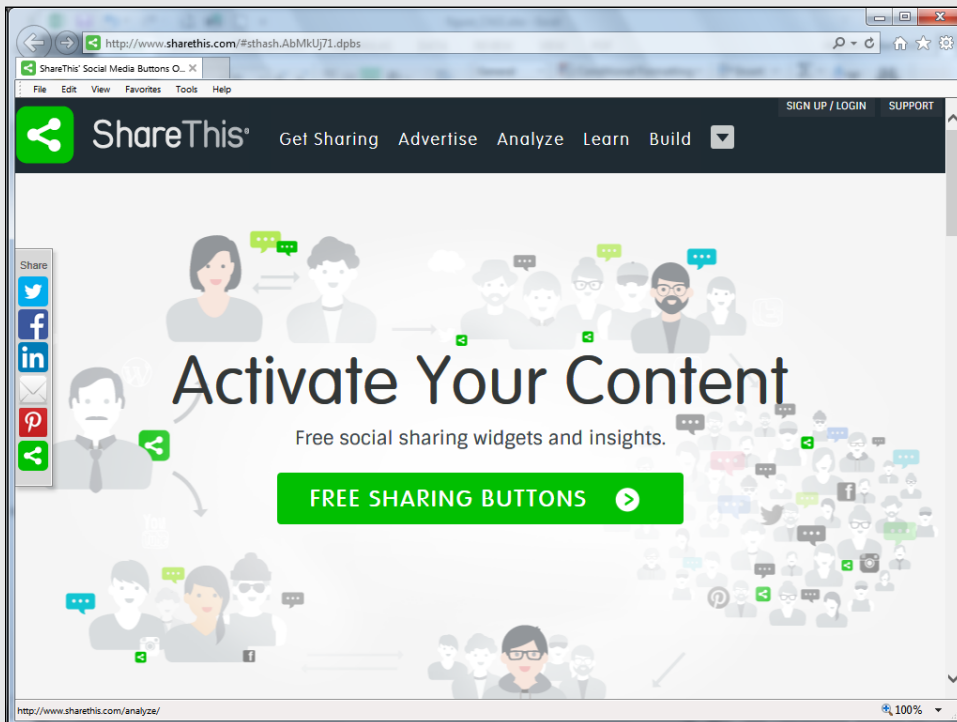 http://www.sharethis.com/#sthash.AbMkUj71.dpbs
ShareThis' Social Media Buttons O...
File Edit View Favorites Tools Help
SIGN UP / LOGIN SUPPORT
ShareThis®
Get Sharing Advertise Analyze Learn Build
Share
Activate Your Content
Free social sharing widgets and insights.
FREE SHARING BUTTONS
http://www.sharethis.com/analyze/
100%